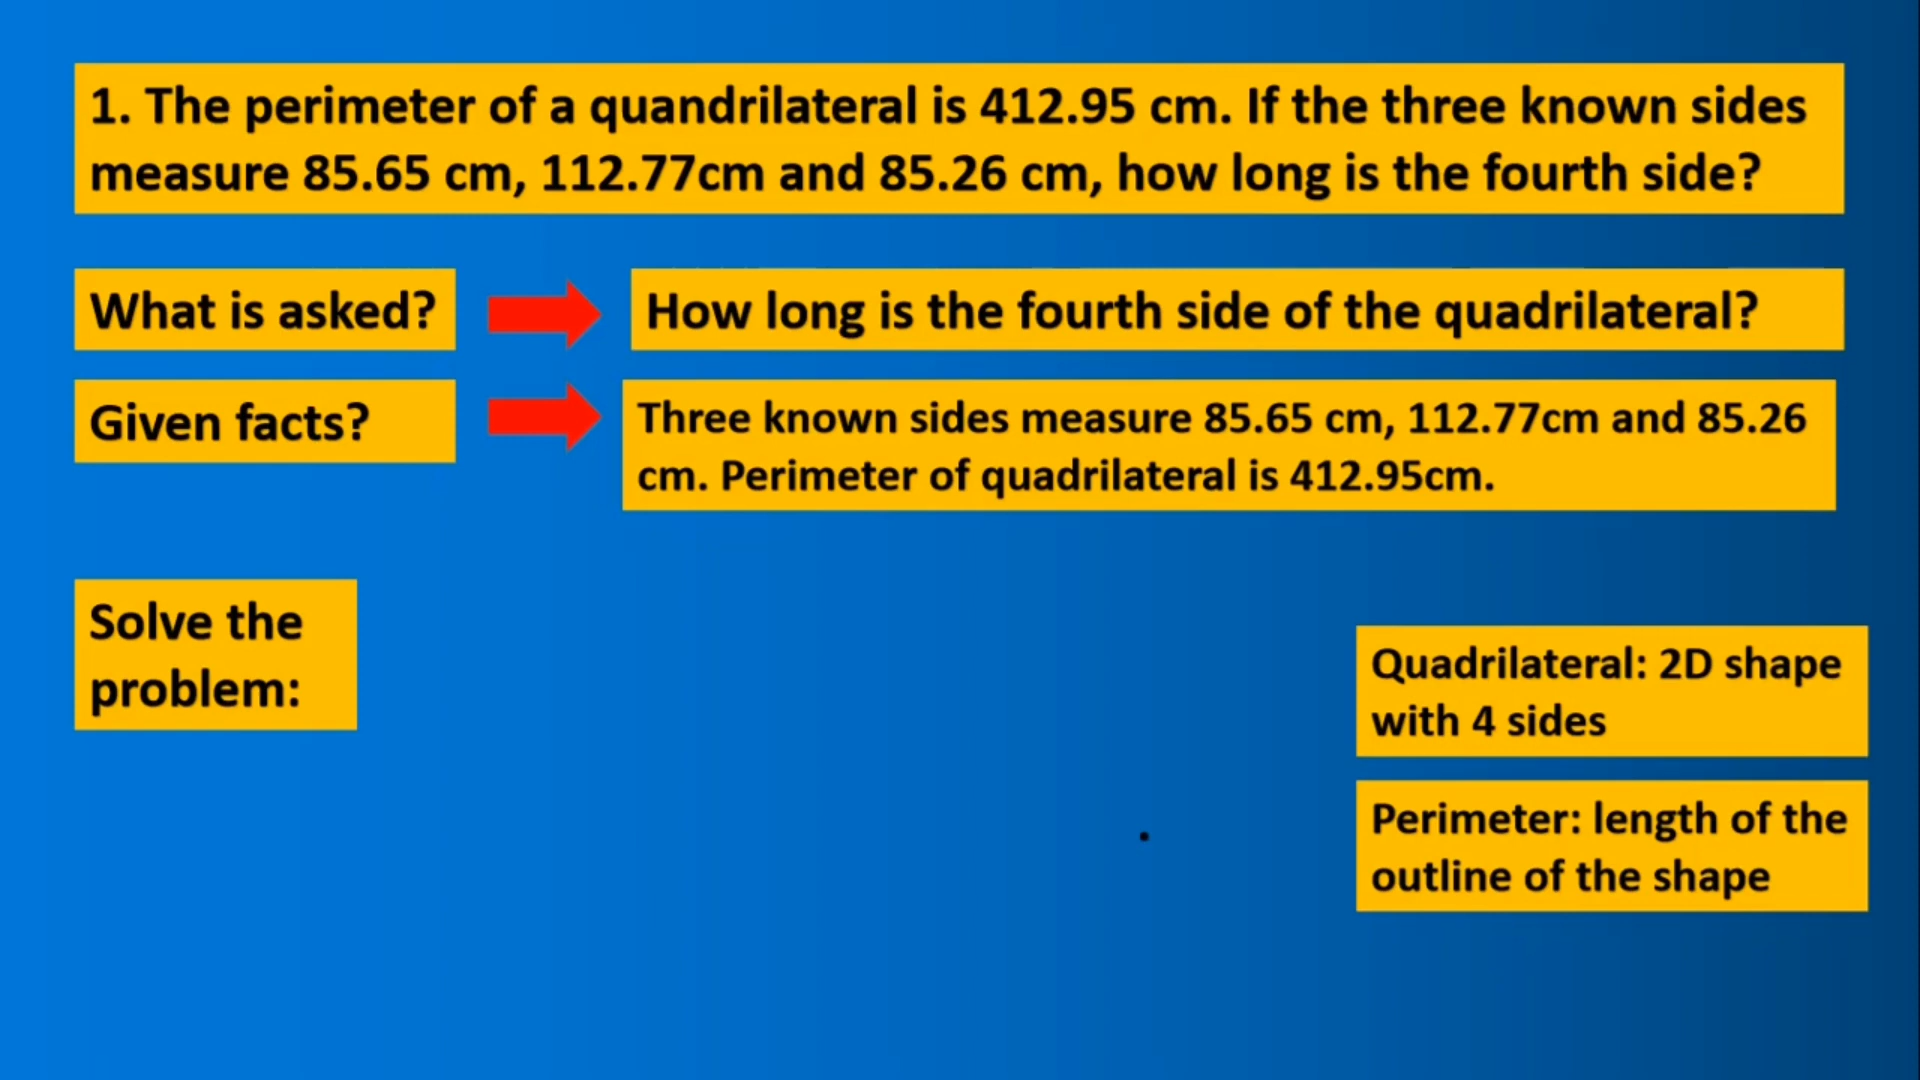 1. The perimeter of a quandrilateral is 412.95 cm. If the three known sides
measure 85.65 cm, 112.77cm and 85.26 cm, how long is the fourth side?
What is asked?
How long is the fourth side of the quadrilateral?
Given facts?
Three known sides measure 85.65 cm, 112.77cm and 85.26
cm. Perimeter of quadrilateral is 412.95cm.
Solve the
problem:
Quadrilateral: 2D shape
with 4 sides
Perimeter: length of the
outline of the shape